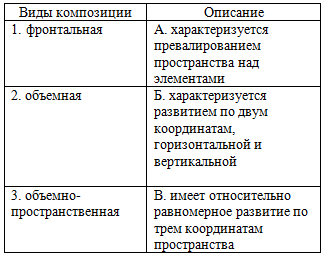 Виды композиции Описание
1. фронтальная А. характеризуется
превалированием
пространства над
элементами
2. объемная Б. характеризуется
развитием по двум
координатам,
горизонтальной и
вертикальной
3. объемно- В. имеет относительно
пространственная равномерное развитие по
трем координатам
пространства